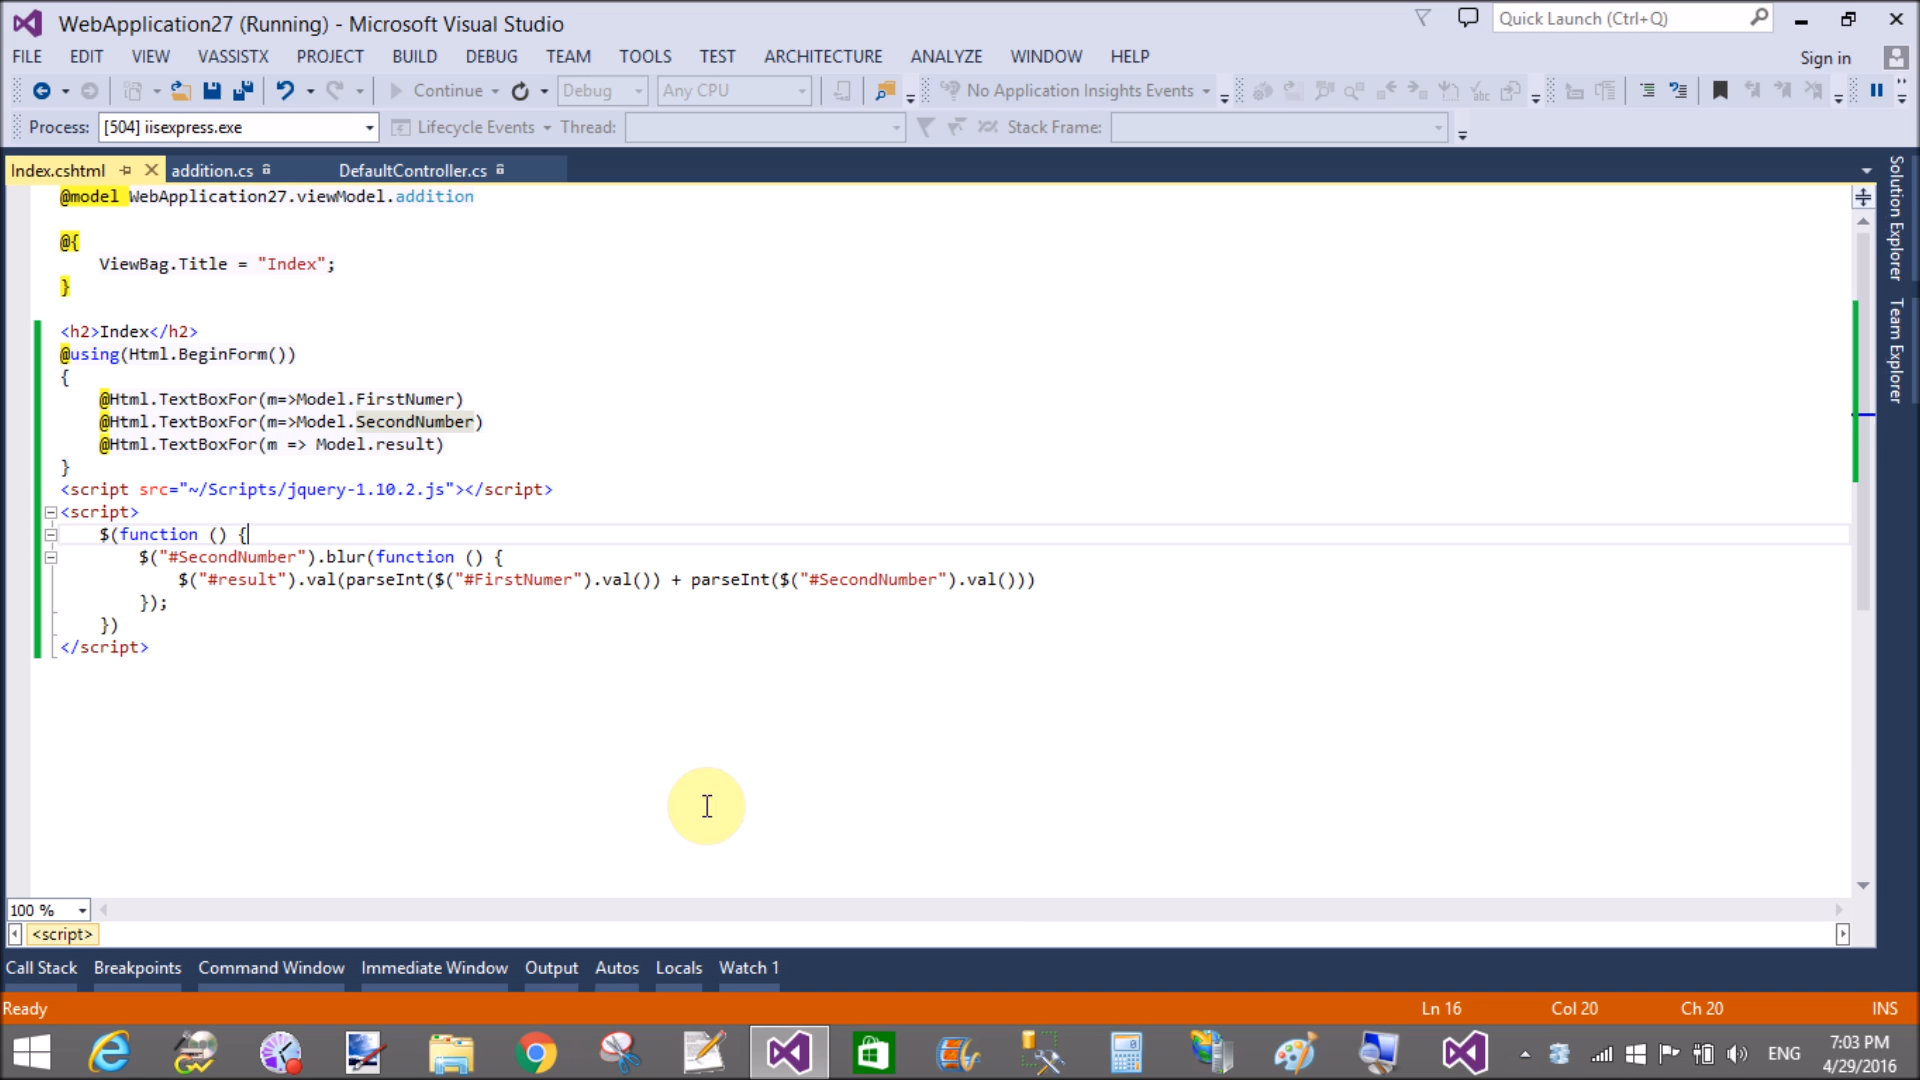 WebApplication27 (Running) - Microsoft Visual Studio
Quick Launch (Ctrl+Q)
FILE EDIT VIEW VASSISTX PROJECT BUILD DEBUG TEAM TOOLS TEST ARCHITECTURE ANALYZE WINDOW HELP
Sign in
Continue Debug Any CPU No Application Insights Events
Process: [504] iisexpress.exe Lifecycle Events Thread: Stack Frame:
Index.cshtml addition.cs DefaultController.cs
Solution Explorer
Team Explorer
@model WebApplication27.viewModel.addition
@{
ViewBag.Title = "Index";
}
<h2>Index</h2>
@using(Html.BeginForm())
{
@Html.TextBoxFor(m=>Model.FirstNumer)
@Html.TextBoxFor(m=>Model.SecondNumber)
@Html.TextBoxFor(m => Model.result)
}
<script src="~/Scripts/jquery-1.10.2.js"></script>
<script>
$(function () {
$("#SecondNumber").blur(function () {
$("#result").val(parseInt($("#FirstNumer").val()) + parseInt($("#SecondNumber").val()))
});
})
</script>
100 %
<script>
Call Stack Breakpoints Command Window Immediate Window Output Autos Locals Watch 1
Ready Ln 16 Col 20 Ch 20 INS
ENG
7:03 PM
4/29/2016